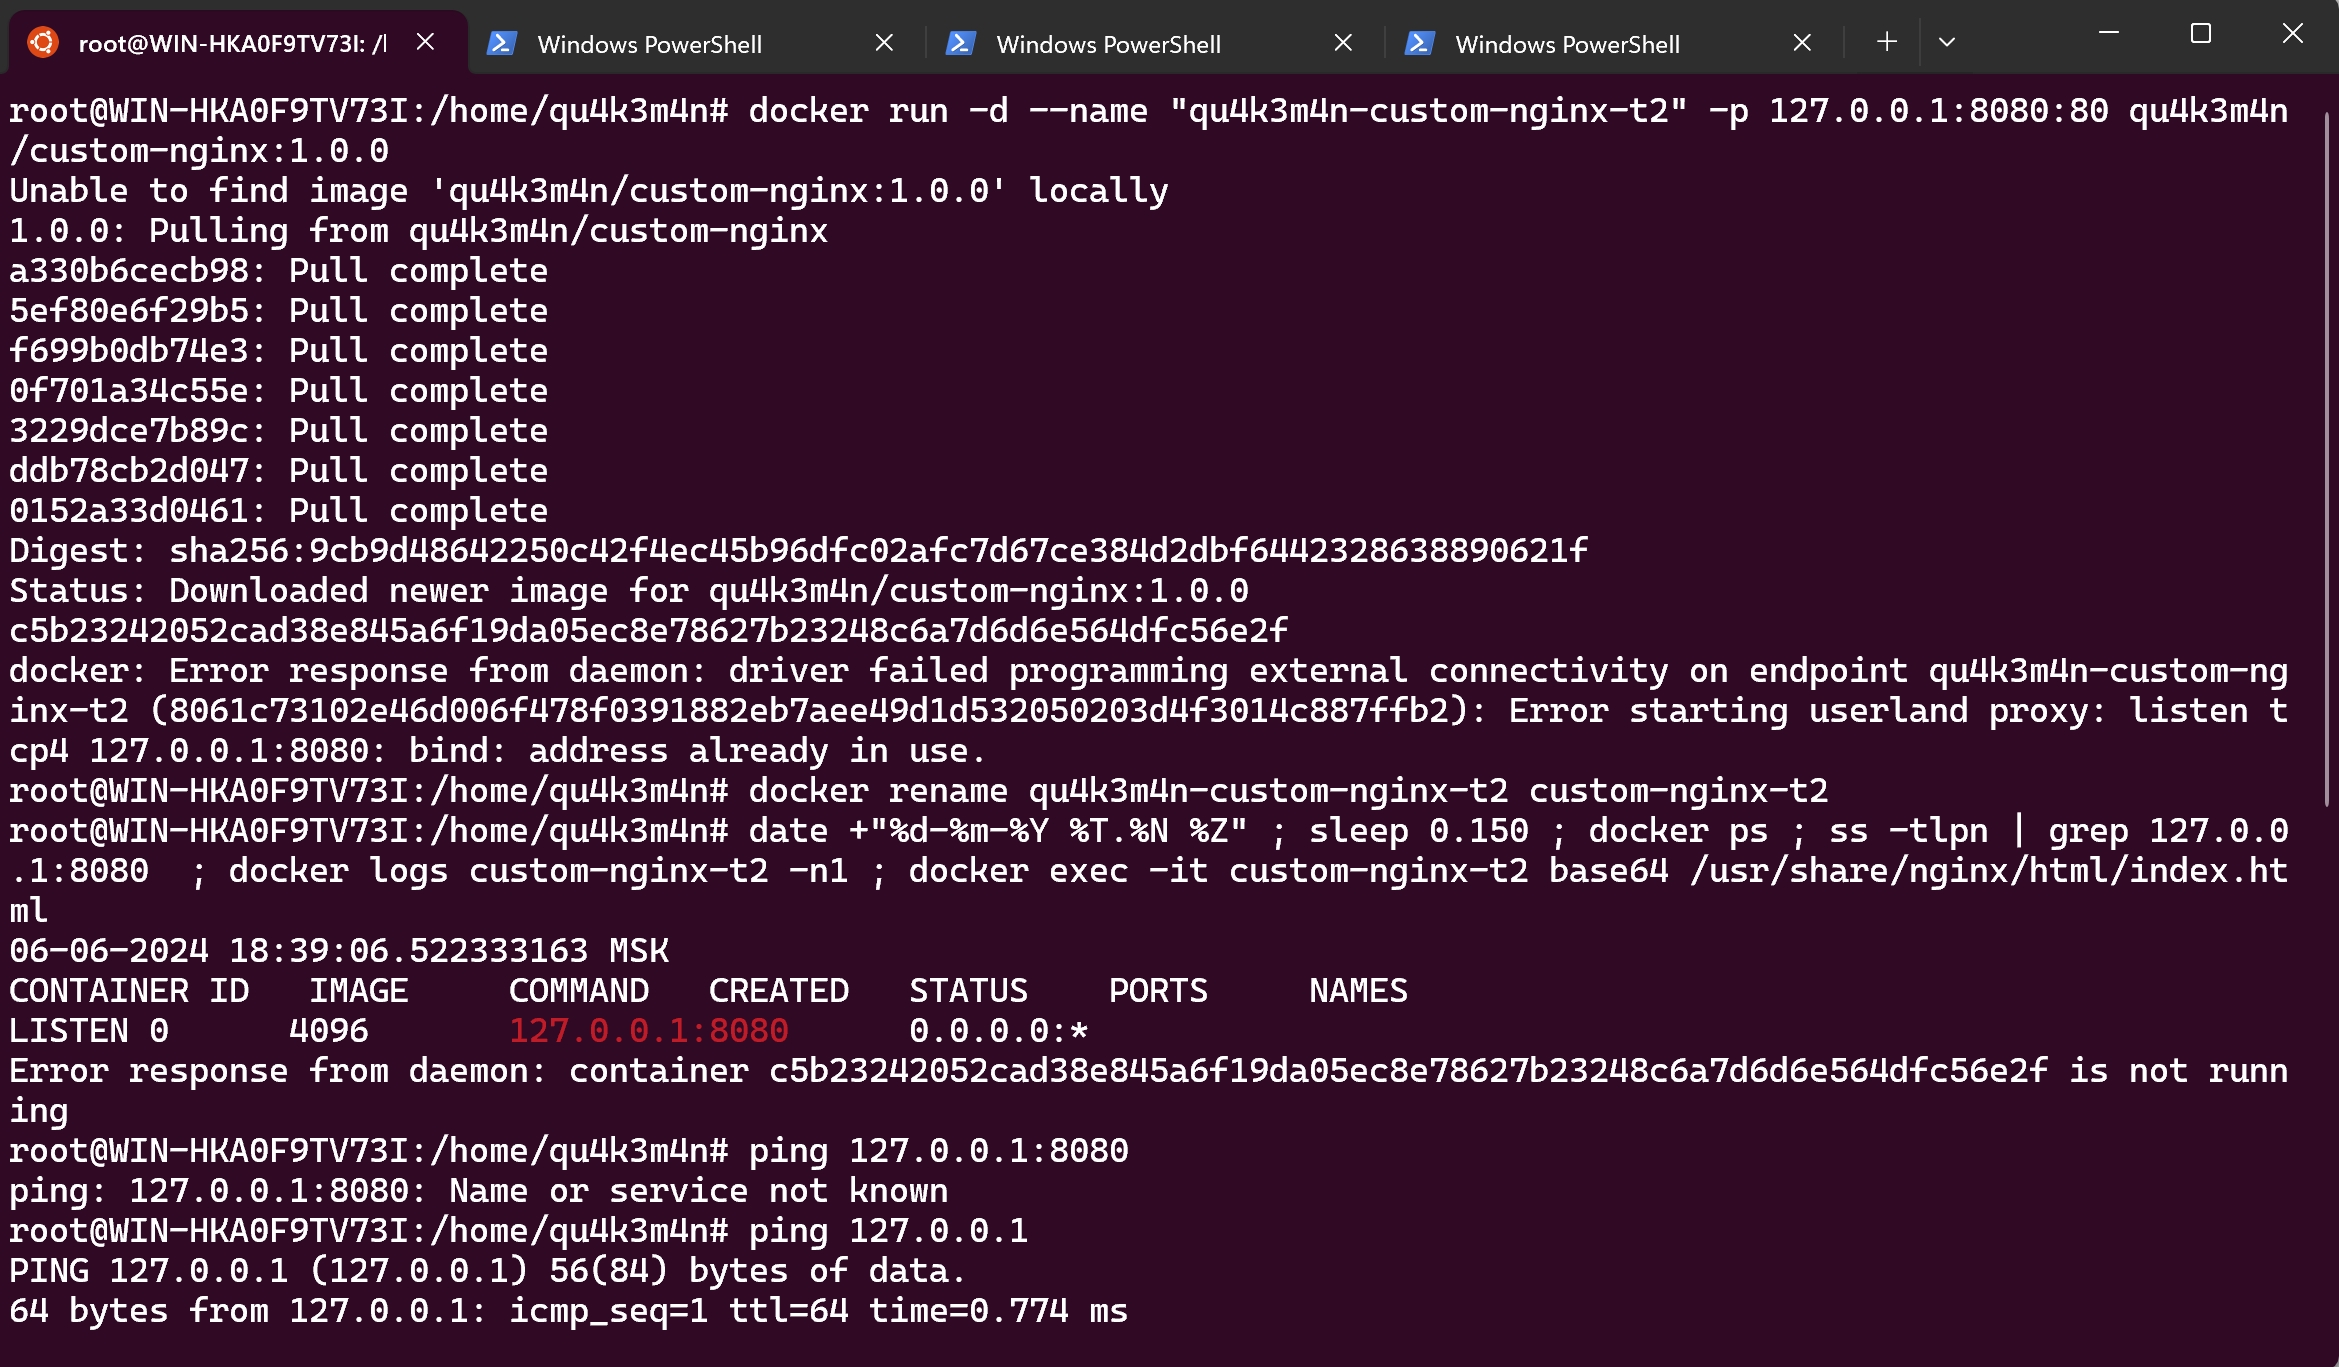 root@WIN-HKA0F9TV73I: /l
Windows PowerShell
Windows PowerShell
Windows PowerShell
root@WIN-HKA0F9TV73I:/home/qu4k3m4n# docker run -d --name "qu4k3m4n-custom-nginx-t2" -p 127.0.0.1:8080:80 qu4k3m4n
/custom-nginx:1.0.0
Unable to find image 'qu4k3m4n/custom-nginx:1.0.0' locally
1.0.0: Pulling from qu4k3m4n/custom-nginx
a330b6cecb98: Pull complete
5ef80e6f29b5: Pull complete
f699b0db74e3: Pull complete
0f701a34c55e: Pull complete
3229dce7b89c: Pull complete
ddb78cb2d047: Pull complete
0152a33d0461: Pull complete
Digest: sha256:9cb9d48642250c42f4ec45b96dfc02afc7d67ce384d2dbf6442328638890621f
Status: Downloaded newer image for qu4k3m4n/custom-nginx:1.0.0
c5b23242052cad38e845a6f19da05ec8e78627b23248c6a7d6d6e564dfc56e2f
docker: Error response from daemon: driver failed programming external connectivity on endpoint qu4k3m4n-custom-ng
inx-t2 (8061c73102e46d006f478f0391882eb7aee49d1d532050203d4f3014c887ffb2): Error starting userland proxy: listen t
cp4 127.0.0.1:8080: bind: address already in use.
root@WIN-HKA0F9TV73I:/home/qu4k3m4n# docker rename qu4k3m4n-custom-nginx-t2 custom-nginx-t2
root@WIN-HKA0F9TV73I:/home/qu4k3m4n# date +"%d-%m-%Y %T.%N %Z" ; sleep 0.150 ; docker ps ; ss -tlpn | grep 127.0.0
.1:8080  ; docker logs custom-nginx-t2 -n1 ; docker exec -it custom-nginx-t2 base64 /usr/share/nginx/html/index.ht
ml
06-06-2024 18:39:06.522333163 MSK
CONTAINER ID   IMAGE     COMMAND   CREATED   STATUS    PORTS     NAMES
LISTEN 0      4096       127.0.0.1:8080      0.0.0.0:*
Error response from daemon: container c5b23242052cad38e845a6f19da05ec8e78627b23248c6a7d6d6e564dfc56e2f is not runn
ing
root@WIN-HKA0F9TV73I:/home/qu4k3m4n# ping 127.0.0.1:8080
ping: 127.0.0.1:8080: Name or service not known
root@WIN-HKA0F9TV73I:/home/qu4k3m4n# ping 127.0.0.1
PING 127.0.0.1 (127.0.0.1) 56(84) bytes of data.
64 bytes from 127.0.0.1: icmp_seq=1 ttl=64 time=0.774 ms